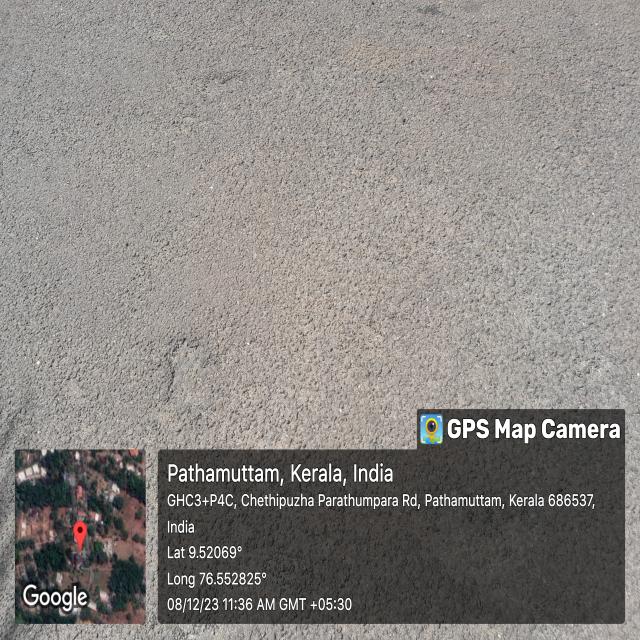 GPS Map Camera
Pathamuttam, Kerala, India
GHC3+P4C, Chethipuzha Parathumpara Rd, Pathamuttam, Kerala 686537,
India
Lat 9.52069°
Long 76.552825°
08/12/23 11:36 AM GMT +05:30
Google